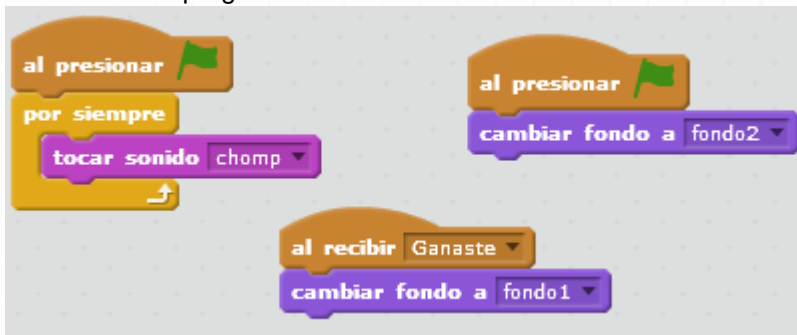 al presionar
por siempre
tocar sonido chomp
al presionar
cambiar fondo a fondo2
al recibir Ganaste
cambiar fondo a fondo1